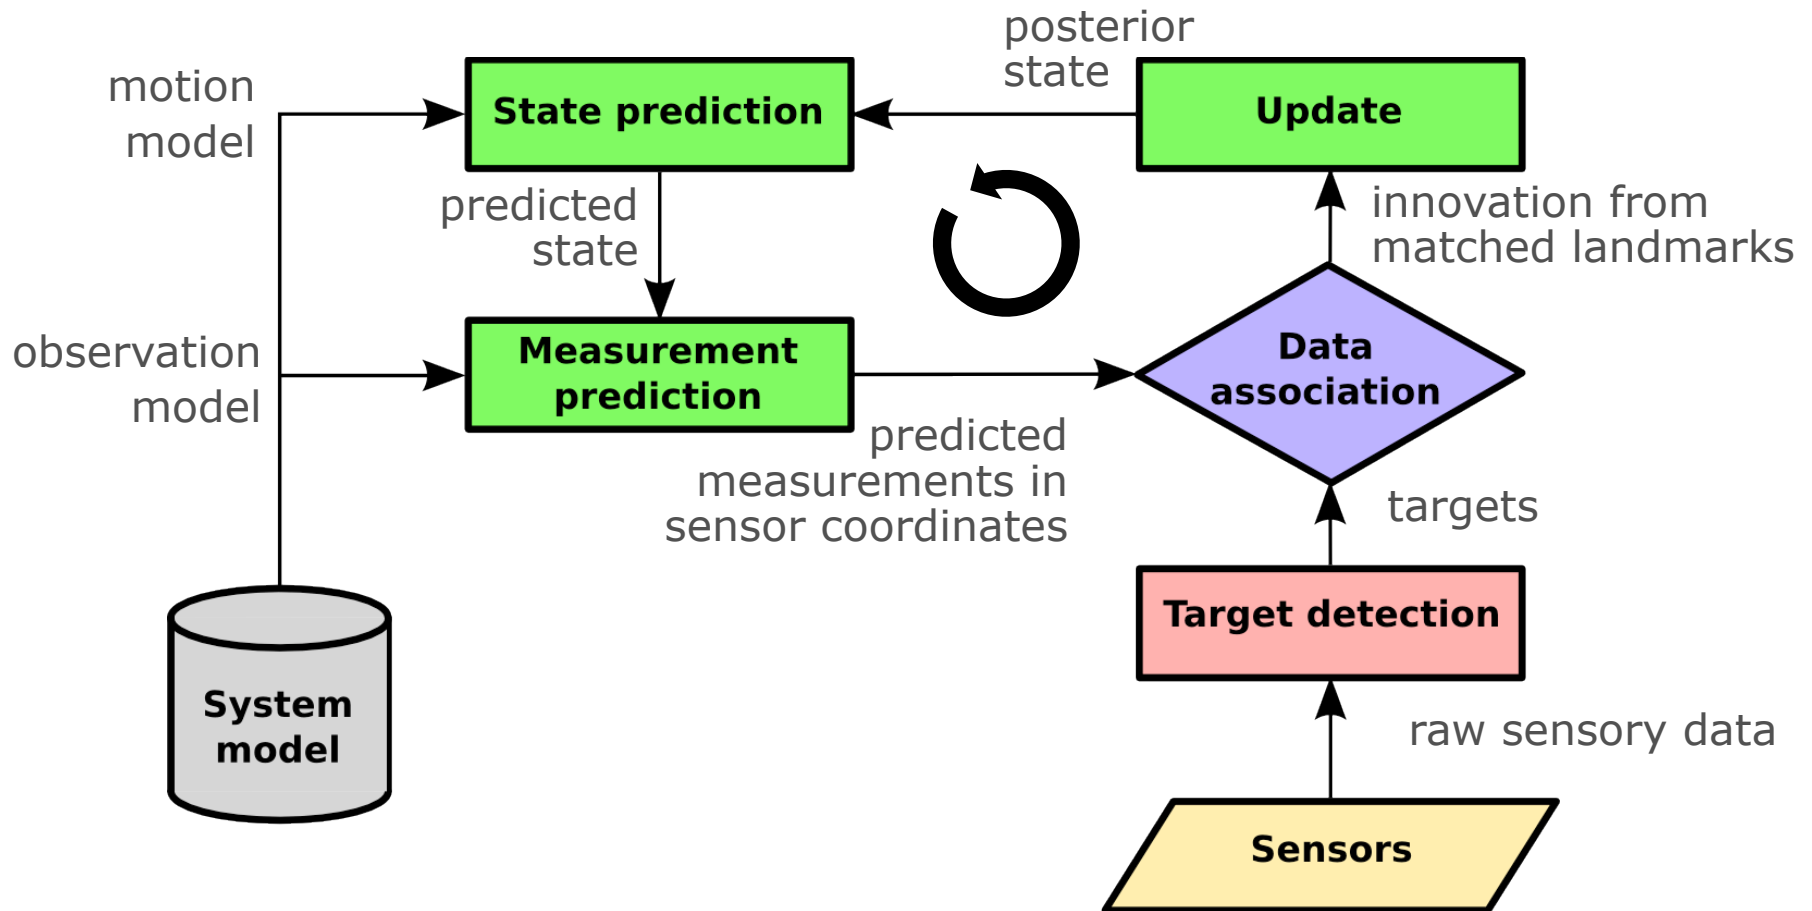 posterior
state
motion
model
State prediction
Update
predicted
state
innovation from
matched landmarks
observation
model
Measurement
prediction
Data
association
predicted
measurements in
sensor coordinates
targets
Target detection
System
model
raw sensory data
Sensors